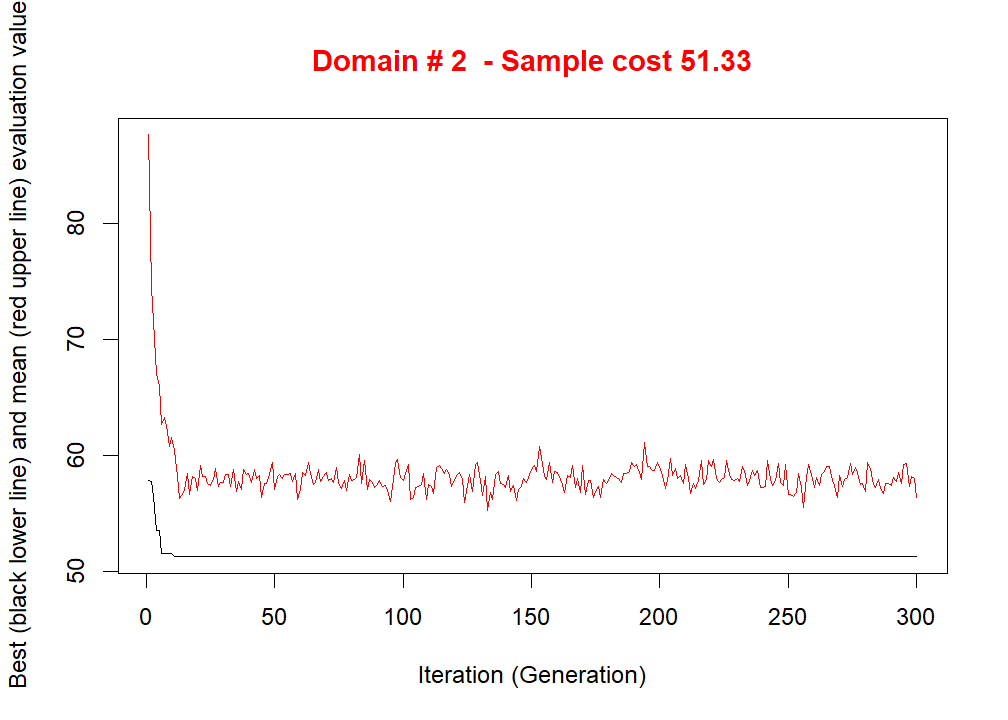 Domain # 2  - Sample cost 51.33
Best (black lower line) and mean (red upper line) evaluation value
80
70
60
50
0 50 100 150 200 250 300
Iteration (Generation)